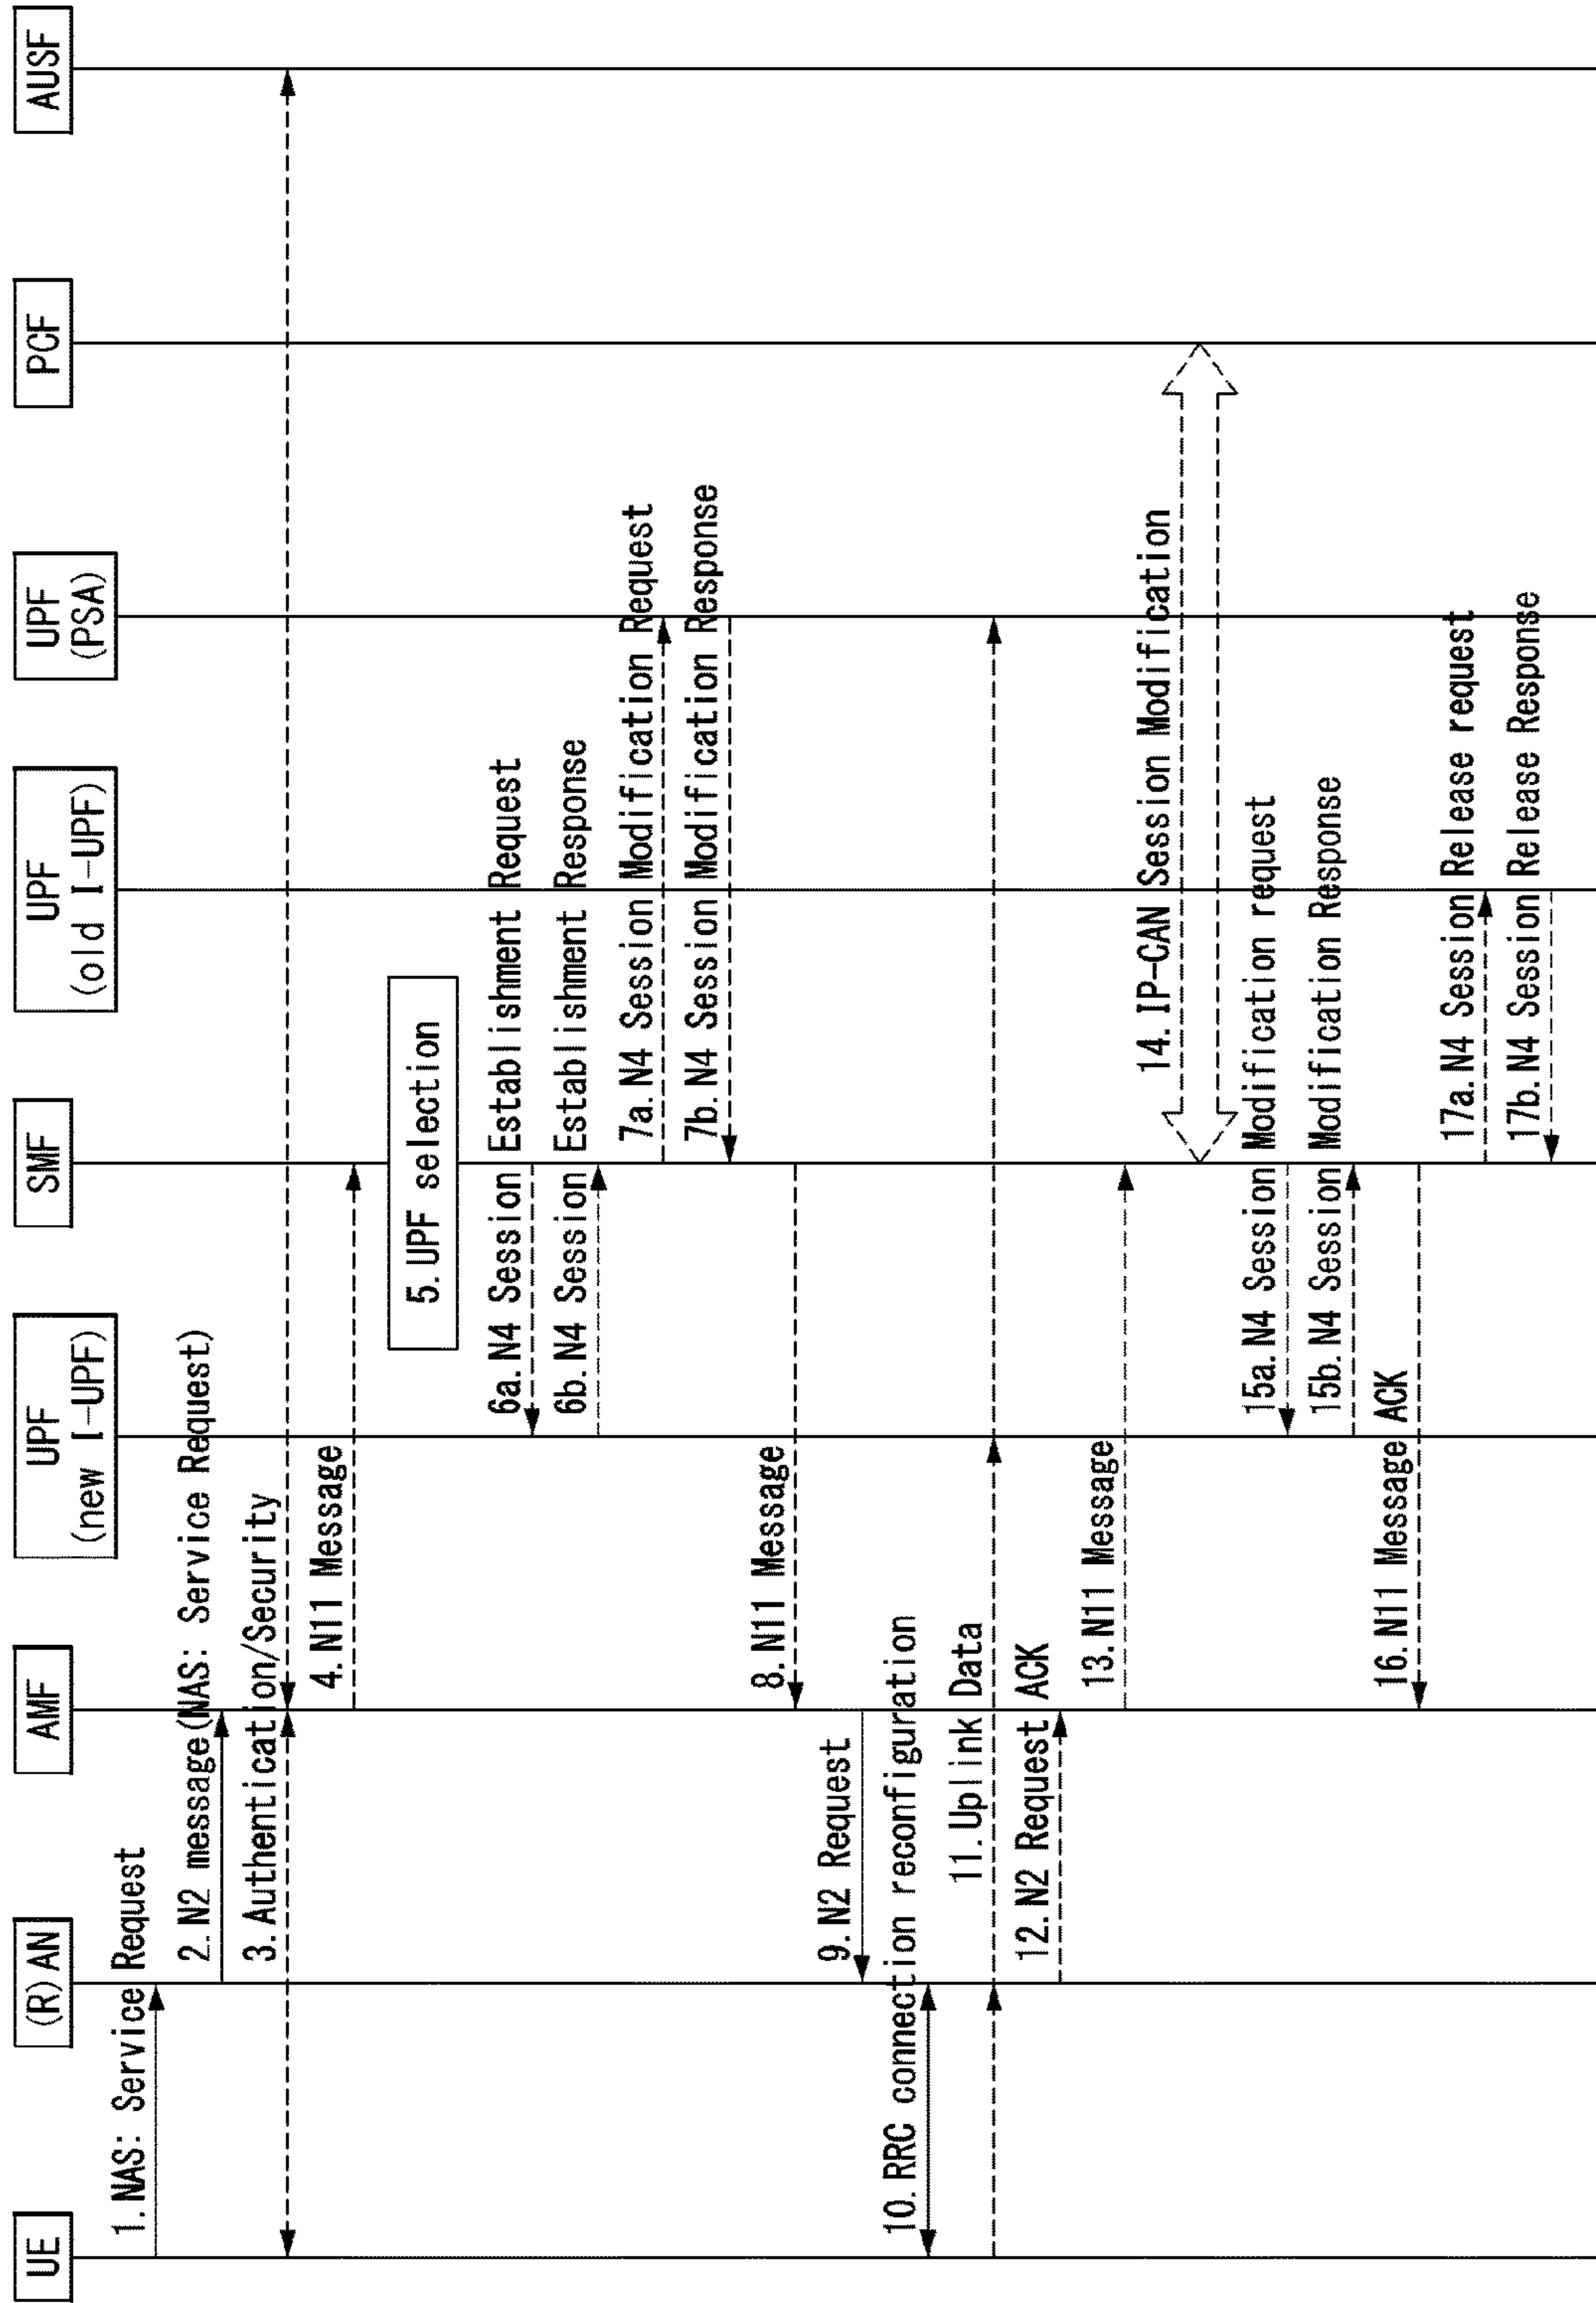 UE
(R)AN
AMF
UPF
(new I-UPF)
SMF
UPF
(old I-UPF)
UPF
(PSA)
PCF
AUSF
1.NAS: Service Request
2.N2 message(NAS: Service Request)
3.Authentication/Security
4.N11 Message
5.UPF selection
6a.N4 Session Establishment Request
6b.N4 Session Establishment Response
7a.N4 Session Modification Request
7b.N4 Session Modification Response
8.N11 Message
9.N2 Request
10.RRC connection reconfiguration
11.Uplink Data
12.N2 Request ACK
13.N11 Message
14.IP-CAN Session Modification
15a.N4 Session Modification request
15b.N4 Session Modification Response
16.N11 Message ACK
17a.N4 Session Release request
17b.N4 Session Release Response